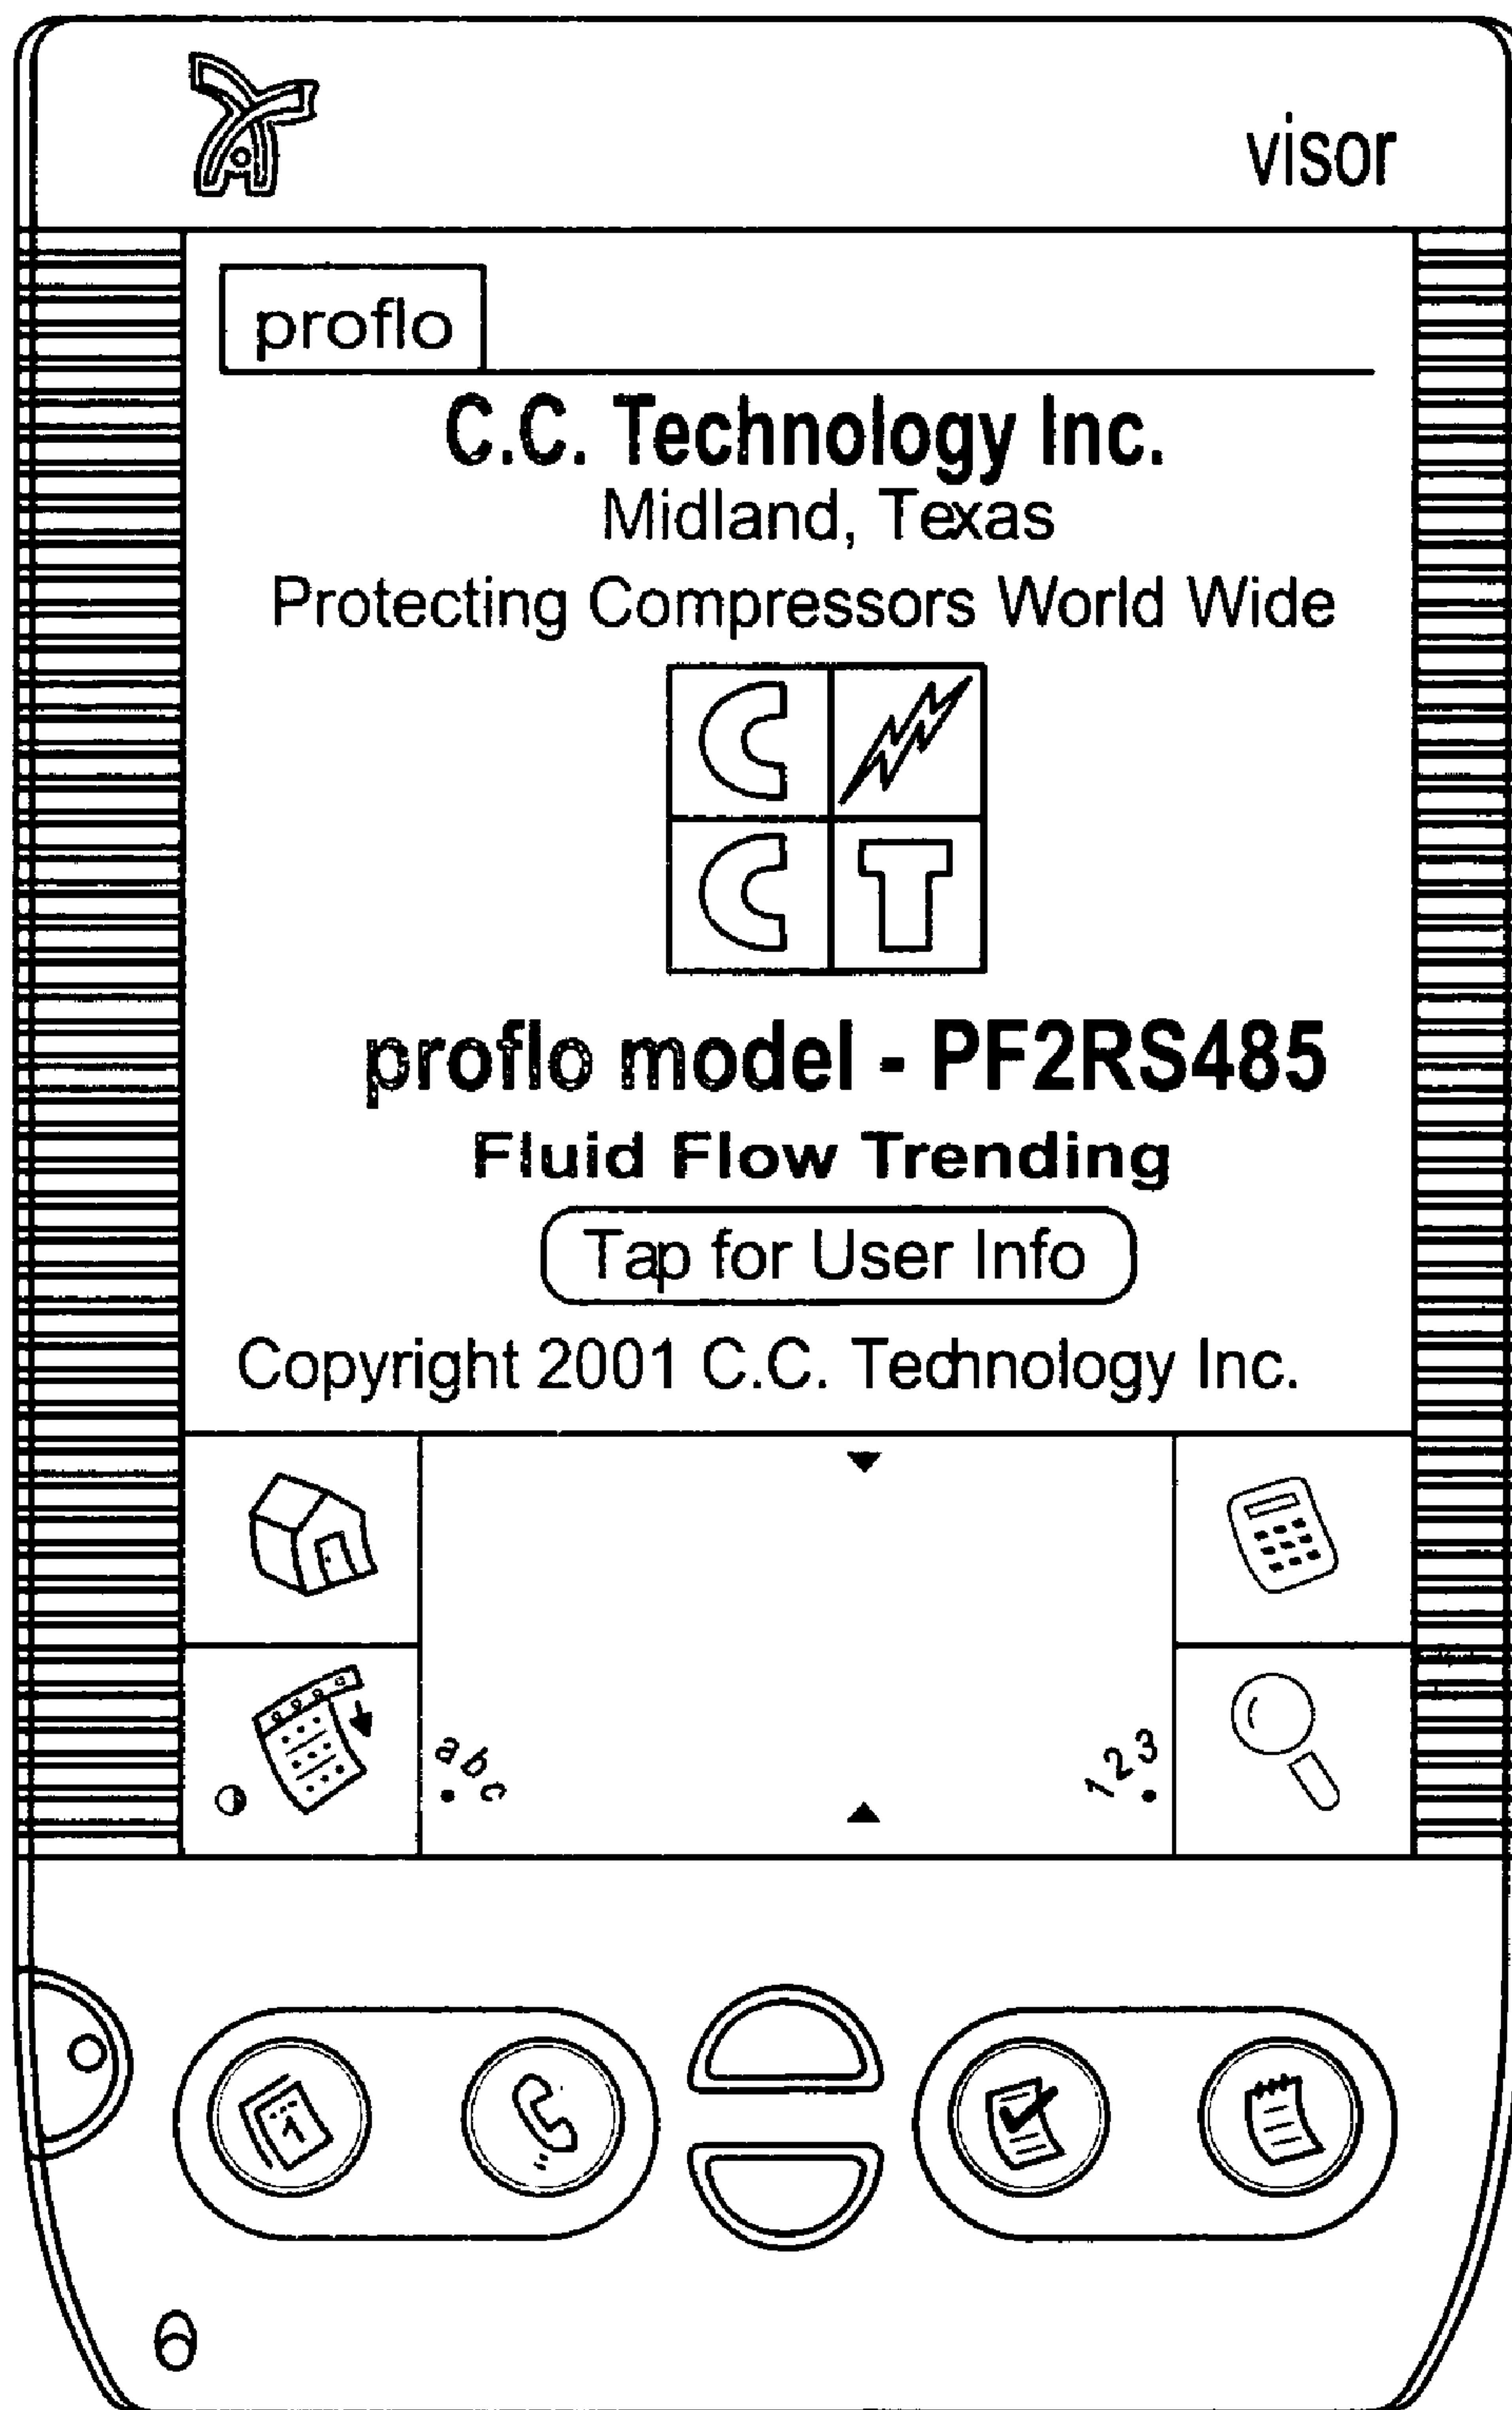 visor
proflo
C.C. Technology Inc.
Midland, Texas
Protecting Compressors World Wide
C
C T
proflo model - PF2RS485
Fluid Flow Trending
Tap for User Info
Copyright 2001 C.C. Technology Inc.
abc
123
1